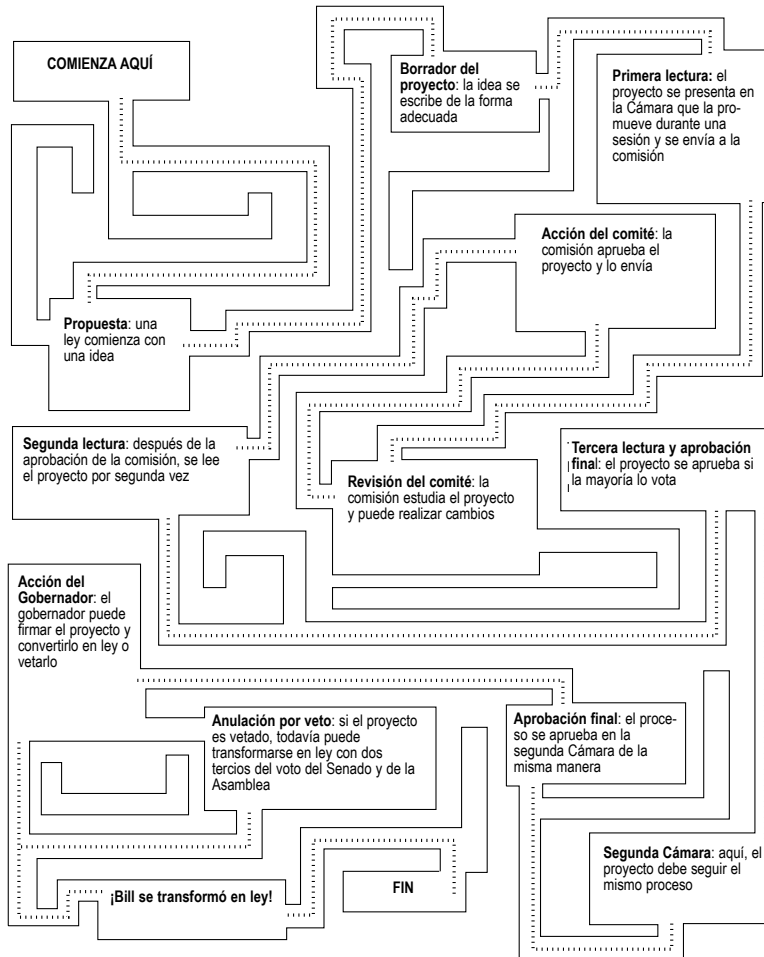 COMIENZA AQUÍ
Borrador del
proyecto: la idea se
escribe de la forma
adecuada
Primera lectura: el
proyecto se presenta en
la Cámara que la pro-
mueve durante una
sesión y se envía a la
comisión
Acción del comité: la
comisión aprueba el
proyecto y lo envía
Propuesta: una
ley comienza con
una idea
Segunda lectura: después de la
aprobación de la comisión, se lee
el proyecto por segunda vez
Revisión del comité: la
comisión estudia el proyecto
y puede realizar cambios
Tercera lectura y aprobación
final: el proyecto se aprueba si
la mayoría lo vota
Acción del
Gobernador: el
gobernador puede
firmar el proyecto y
convertirlo en ley o
vetarlo
Anulación por veto: si el proyecto
es vetado, todavía puede
transformarse en ley con dos
tercios del voto del Senado y de la
Asamblea
Aprobación final: el proce-
so se aprueba en la
segunda Cámara de la
misma manera
Segunda Cámara: aquí, el
proyecto debe seguir el
mismo proceso
¡Bill se transformó en ley!
FIN